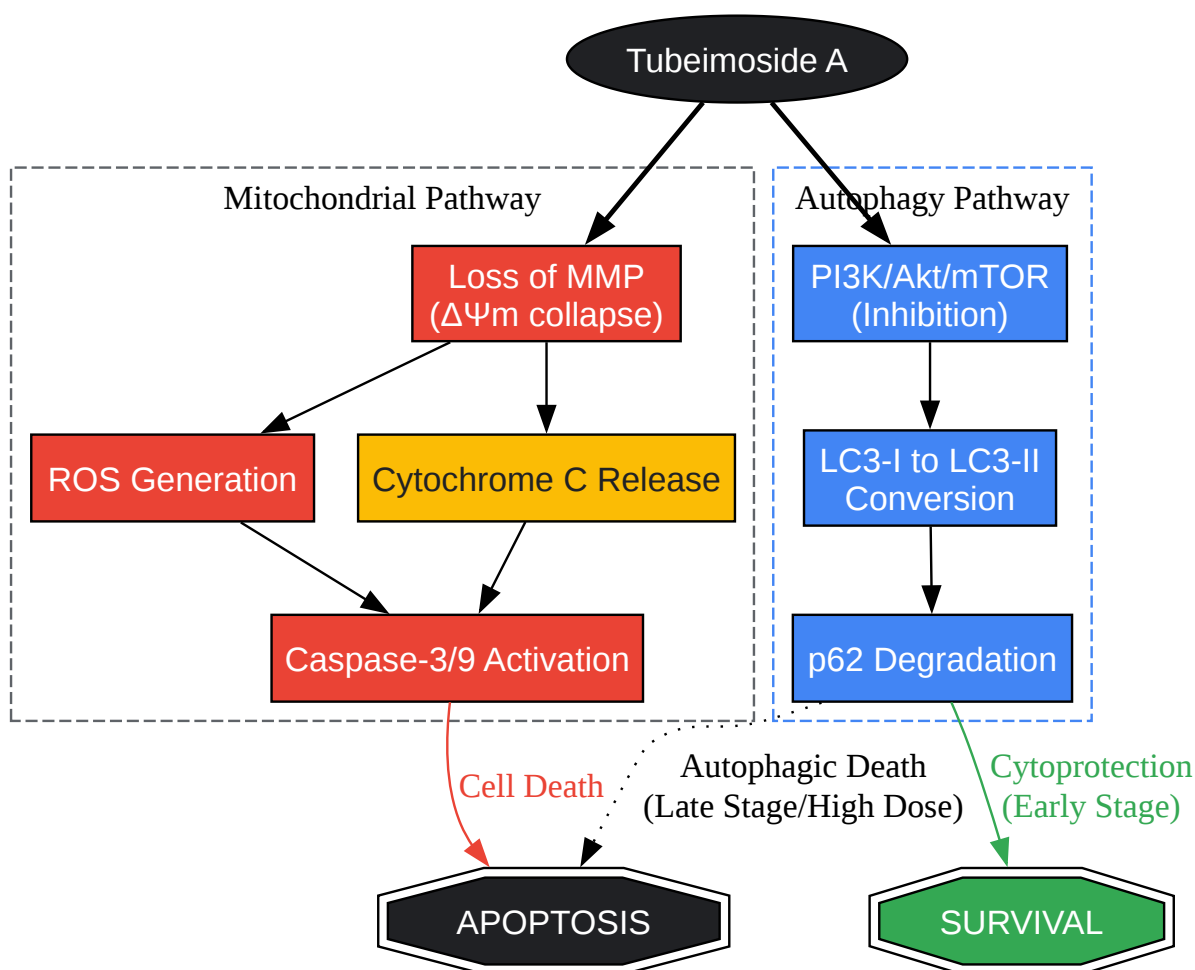 Tubeimoside A
Mitochondrial Pathway
Autophagy Pathway
Loss of MMP
(ΔΨm collapse)
PI3K/Akt/mTOR
(Inhibition)
ROS Generation
Cytochrome C Release
LC3-I to LC3-II
Conversion
Caspase-3/9 Activation
p62 Degradation
Cell Death
Autophagic Death
(Late Stage/High Dose)
Cytoprotection
(Early Stage)
APOPTOSIS
SURVIVAL